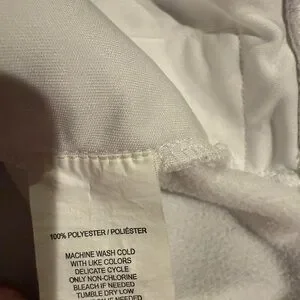 100% POLYESTER / POLIÉSTER
MACHINE WASH COLD
WITH LIKE COLORS
DELICATE CYCLE
ONLY NON-CHLORINE
BLEACH IF NEEDED
TUMBLE DRY LOW